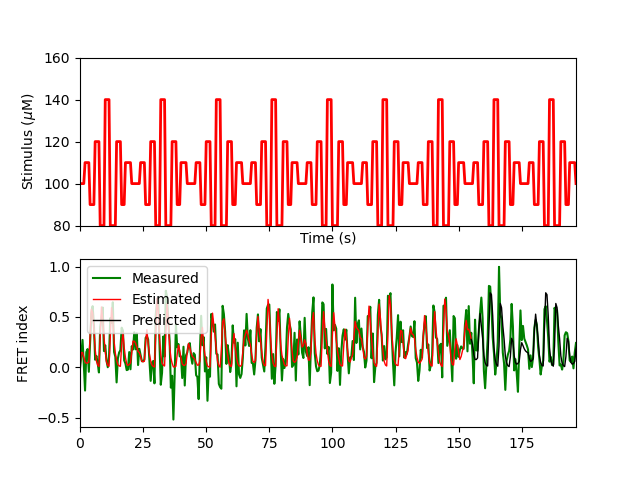 160
140
120
100
80
Stimulus (μM)
Time (s)
1.0
0.5
0.0
−0.5
FRET index
Measured
Estimated
Predicted
0 25 50 75 100 125 150 175